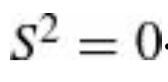 S² = 0.